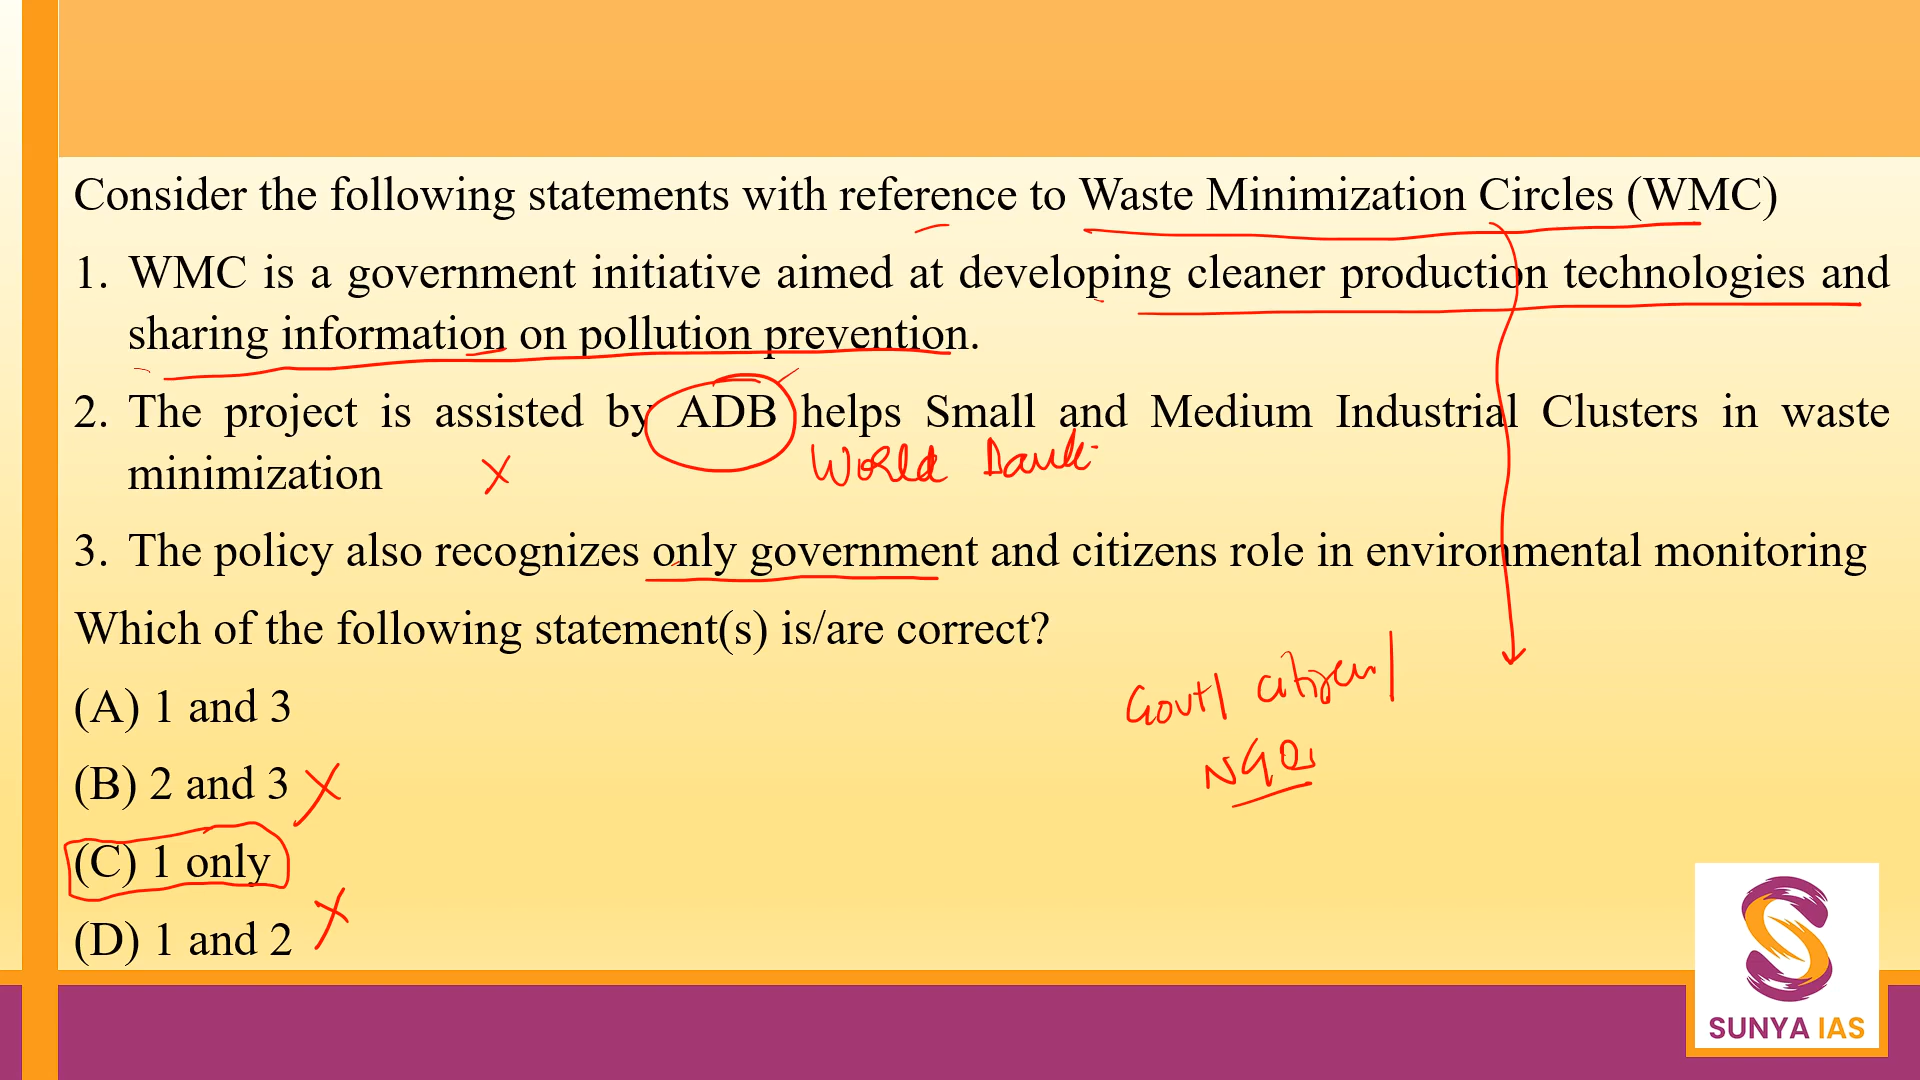 Consider the following statements with reference to Waste Minimization Circles (WMC)
1. WMC is a government initiative aimed at developing cleaner production technologies and
sharing information on pollution prevention.
2. The project is assisted by ADB helps Small and Medium Industrial Clusters in waste
World Bank
minimization X
3. The policy also recognizes only government and citizens role in environmental monitoring
Which of the following statement(s) is/are correct?
Govt/ citizen/
(A) 1 and 3
NGOs
(B) 2 and 3 X
(C) 1 only
(D) 1 and 2 X
SUNYA IAS